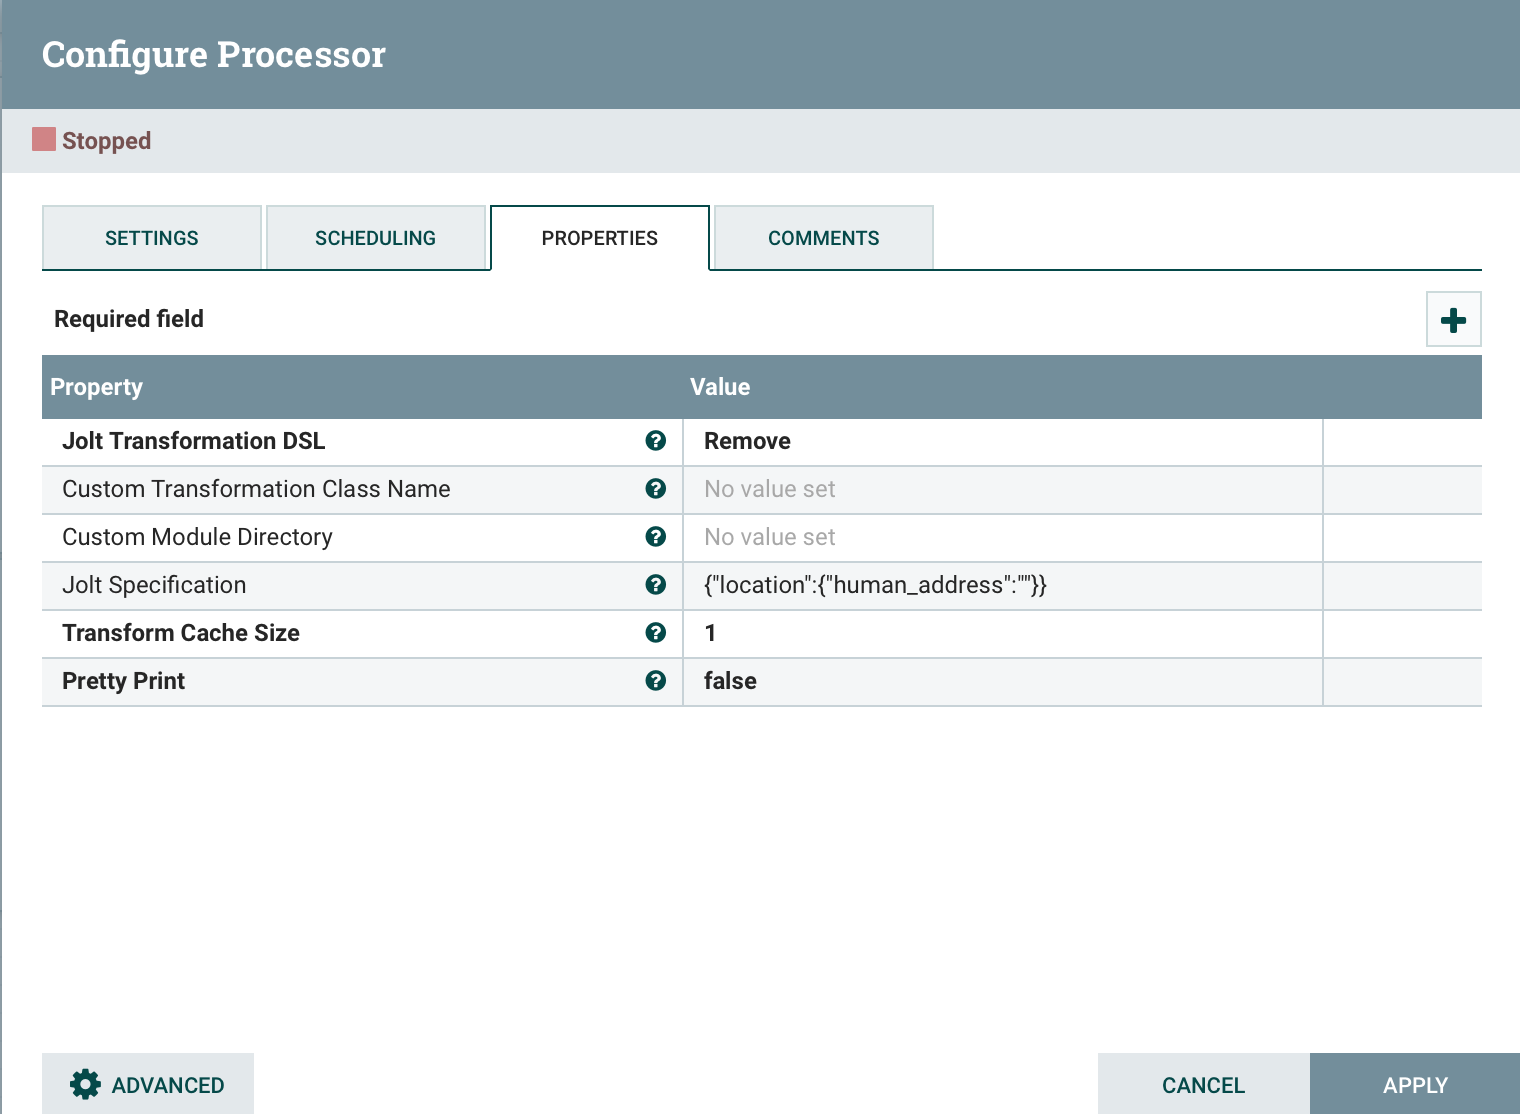 Configure Processor
Stopped
SETTINGS SCHEDULING PROPERTIES COMMENTS
Required field
Property Value
Jolt Transformation DSL Remove
Custom Transformation Class Name No value set
Custom Module Directory No value set
Jolt Specification {"location":{"human_address":""}}
Transform Cache Size 1
Pretty Print false
ADVANCED CANCEL APPLY